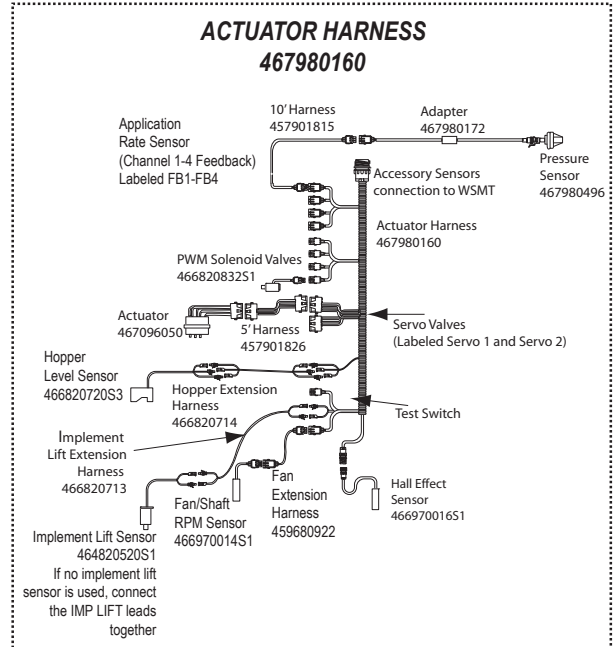 ACTUATOR HARNESS
467980160
10' Harness
457901815
Adapter
467980172
Application
Rate Sensor
(Channel 1-4 Feedback)
Labeled FB1-FB4
Pressure
Sensor
467980496
Accessory Sensors
connection to WSMT
Actuator Harness
467980160
PWM Solenoid Valves
466820832S1
Actuator
467096050
5' Harness
457901826
Servo Valves
(Labeled Servo 1 and Servo 2)
Hopper
Level Sensor
466820720S3
Hopper Extension
Harness
466820714
Test Switch
Implement
Lift Extension
Harness
466820713
Fan/Shaft
RPM Sensor
466970014S1
Fan
Extension
Harness
459680922
Hall Effect
Sensor
466970016S1
Implement Lift Sensor
464820520S1
If no implement lift
sensor is used, connect
the IMP LIFT leads
together